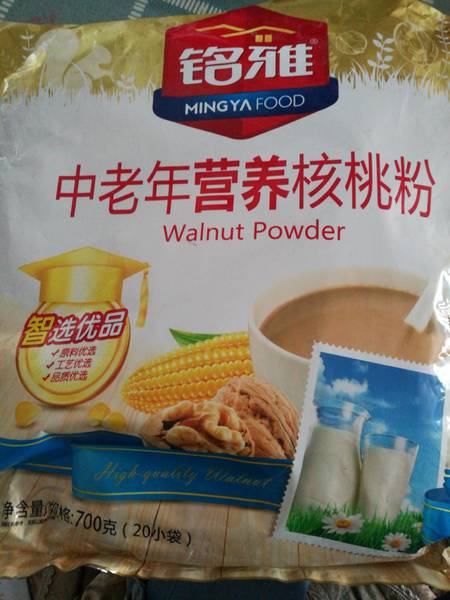 铭雅®
MINGYA FOOD
中老年营养核桃粉
Walnut Powder
智选优品
✓原料优选
✓工艺优选
✓品质优选
High-quality Walnut
净含量/规格:700克(20小袋)